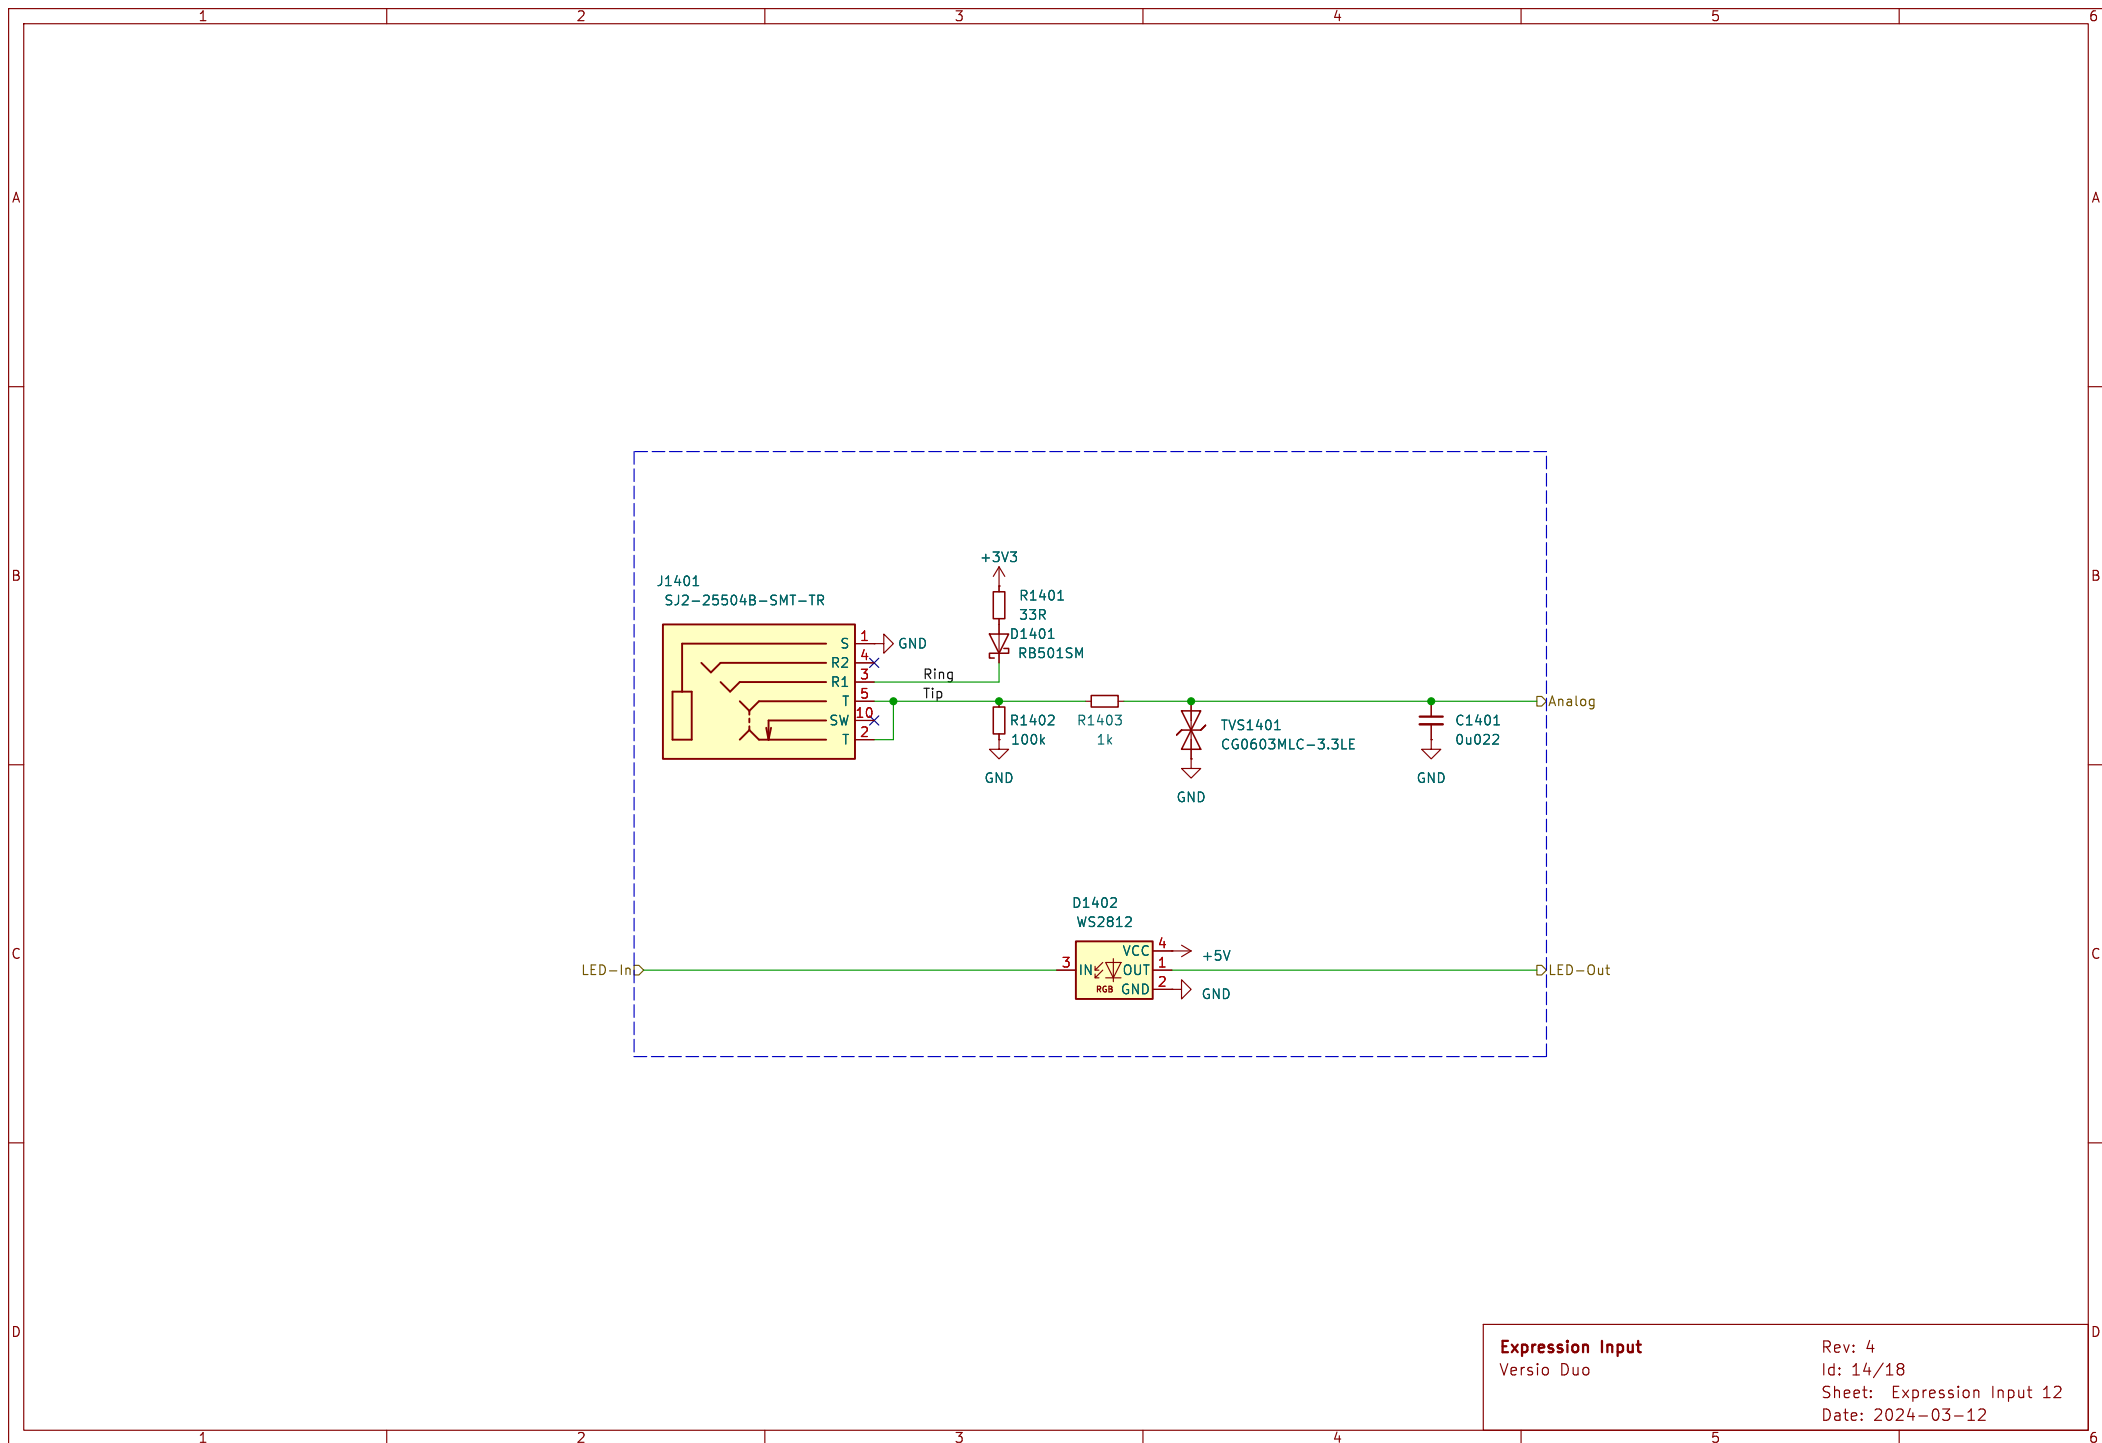 1 2 3 4 5 6
A A
B B
C C
D D
+3V3
J1401
SJ2-25504B-SMT-TR
R1401
33R
D1401
RB501SM
S 1 GND
R2 4
R1 3 Ring
T 5 Tip
SW 10
T 2
R1402
100k
GND
R1403
1k
TVS1401
CG0603MLC-3.3LE
GND
C1401
0u022
GND
Analog
D1402
WS2812
LED-In
3 IN
RGB
VCC 4 +5V
OUT 1
GND 2 GND
LED-Out
Expression Input
Versio Duo
Rev: 4
Id: 14/18
Sheet: Expression Input 12
Date: 2024-03-12
1 2 3 4 5 6